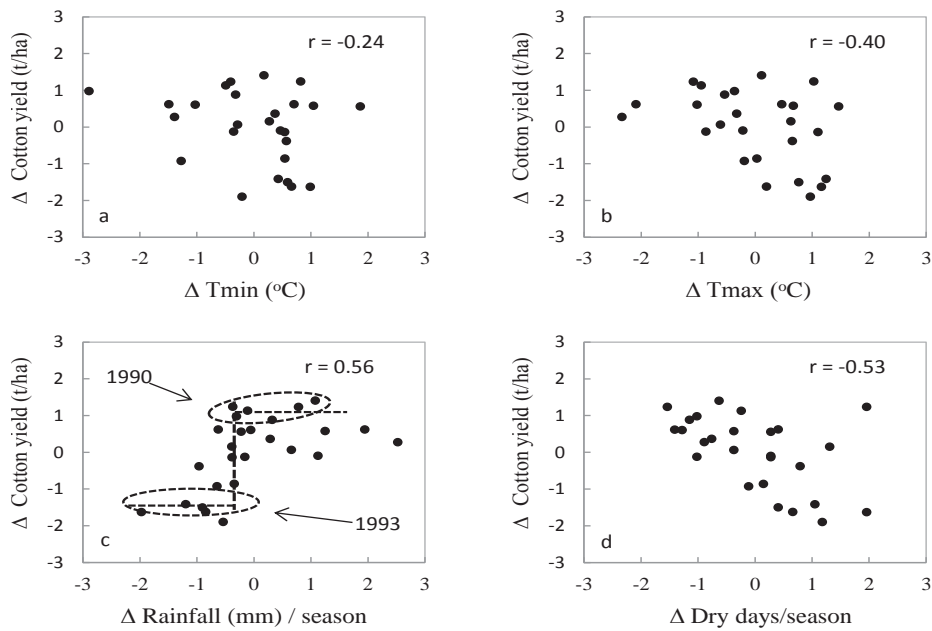 3
2
1
0
-1
-2
-3
Δ Cotton yield (t/ha)
r = -0.24
a
-3 -2 -1 0 1 2 3
Δ Tmin (oC)
3
2
1
0
-1
-2
-3
Δ Cotton yield (t/ha)
r = -0.40
b
-3 -2 -1 0 1 2 3
Δ Tmax (oC)
3
2
1
0
-1
-2
-3
Δ Cotton yield (t/ha)
1990
r = 0.56
1993
c
-3 -2 -1 0 1 2 3
Δ Rainfall (mm) / season
3
2
1
0
-1
-2
-3
Δ Cotton yield (t/ha)
r = -0.53
d
-3 -2 -1 0 1 2 3
Δ Dry days/season